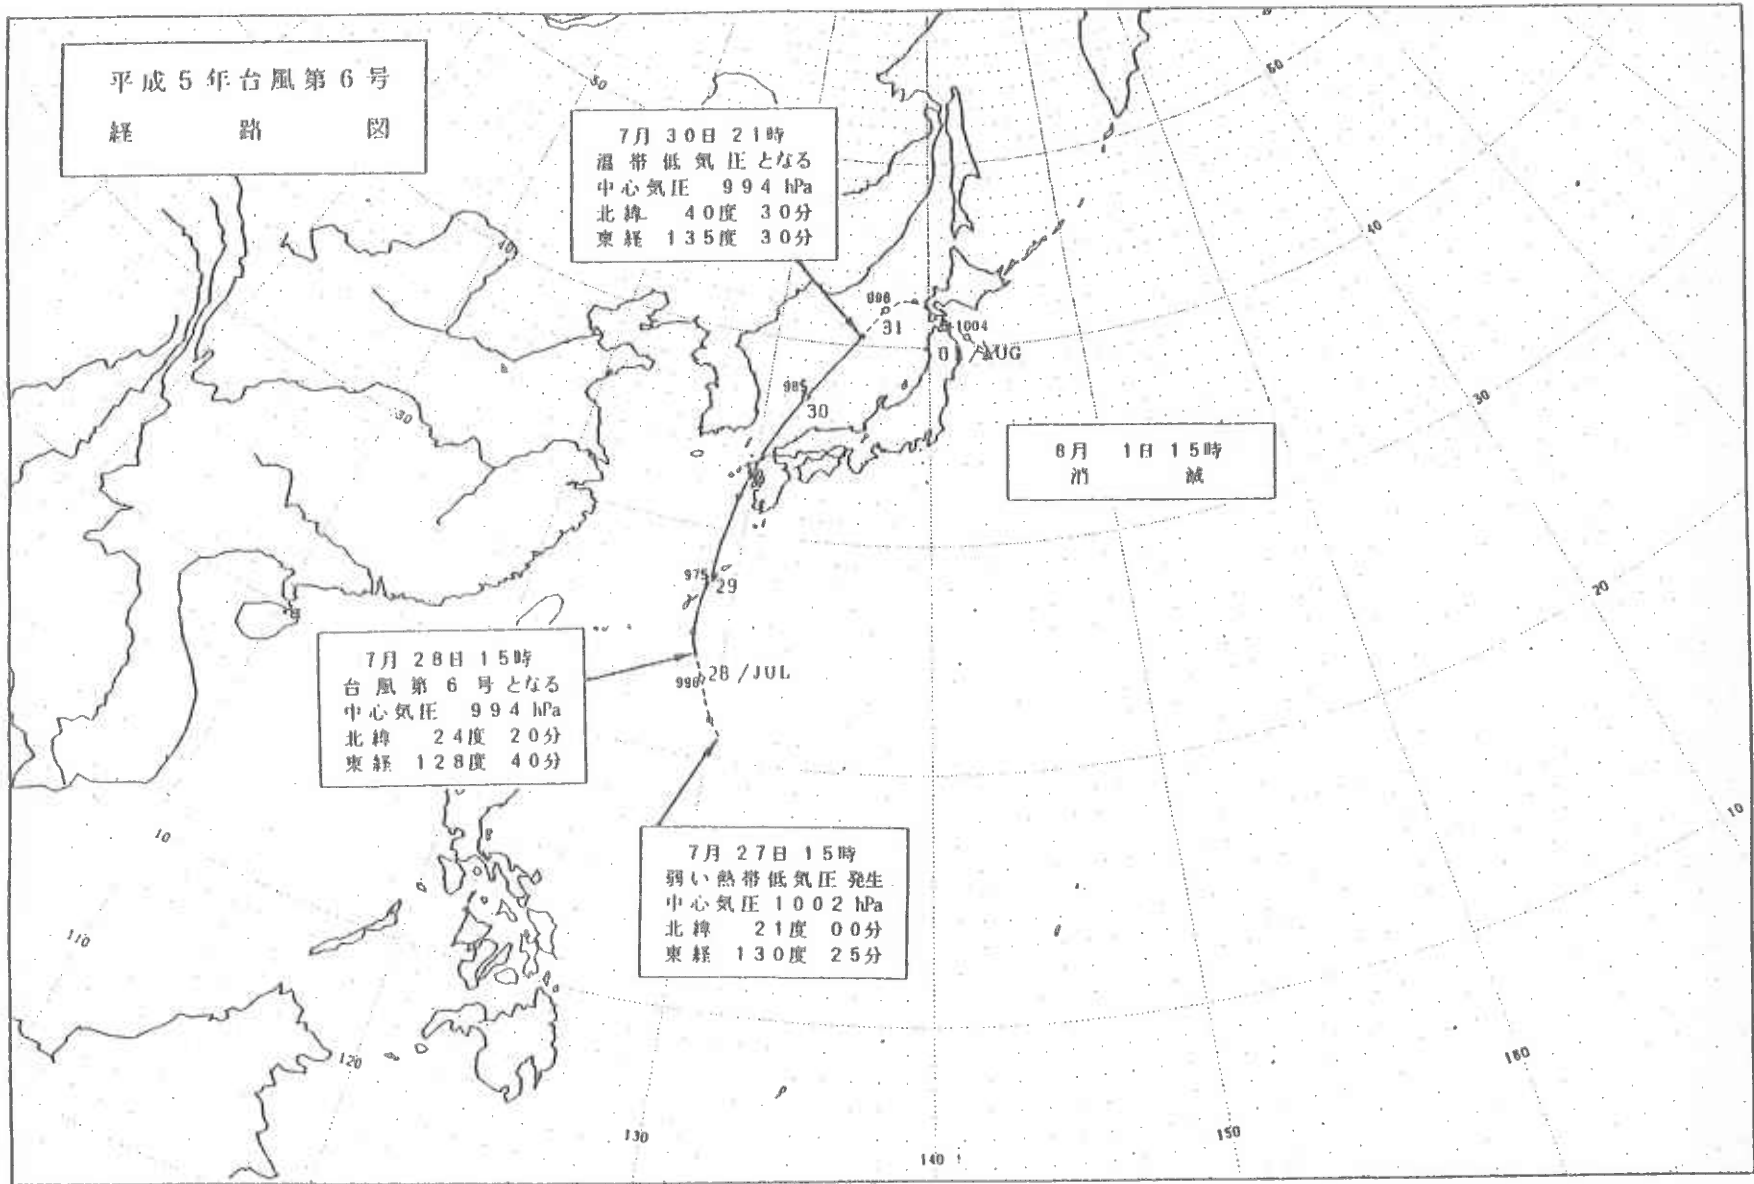 平成5年台風第6号
経路図
7月30日21時
温帯低気圧となる
中心気圧 994 hPa
北緯 40度 30分
東経 135度 30分
8月 1日 15時
消滅
7月28日15時
台風第6号となる
中心気圧 994 hPa
北緯 24度 20分
東経 128度 40分
7月27日15時
弱い熱帯低気圧発生
中心気圧1002 hPa
北緯 21度 00分
東経 130度 25分
50
50
40
40
30
30
20
10
10
110
120
130
140
150
160
31
1004
01/AUG
985
30
975
29
28/JUL